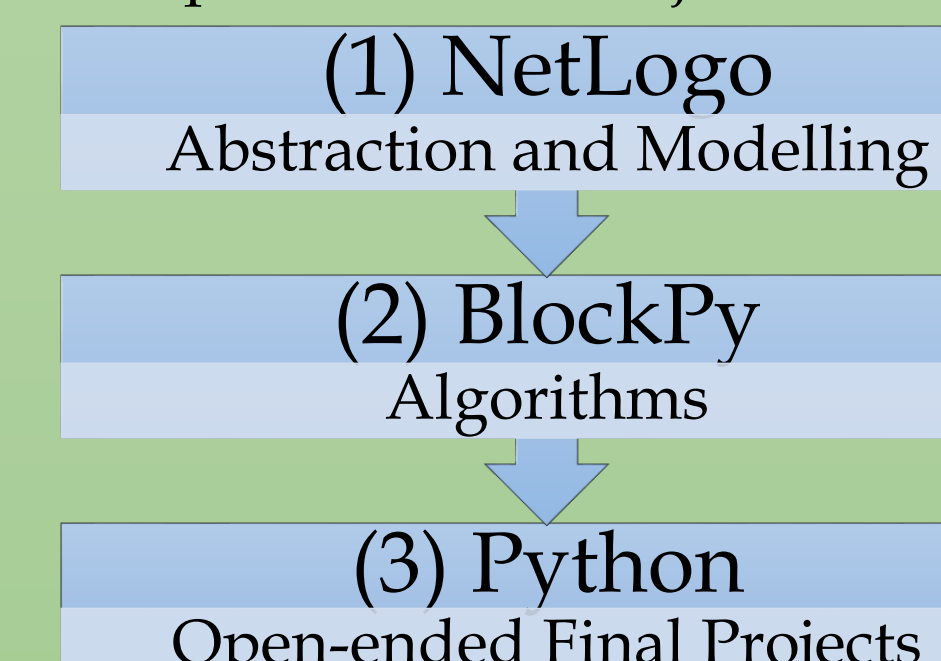 (1) NetLogo
Abstraction and Modelling
(2) BlockPy
Algorithms
(3) Python
Open-ended Final Projects